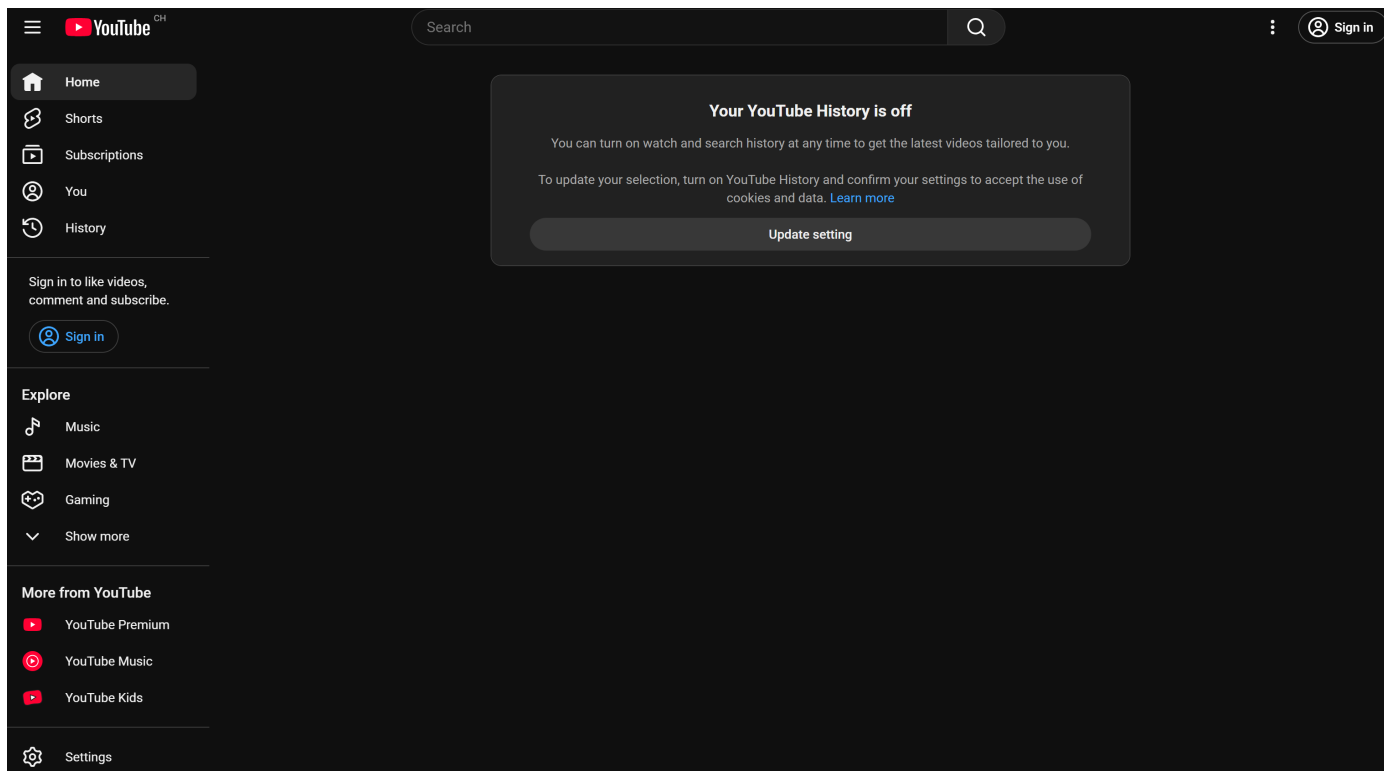 YouTube CH
Search
Sign in
Home
Shorts
Subscriptions
You
History
Sign in to like videos,
comment and subscribe.
Sign in
Explore
Music
Movies & TV
Gaming
Show more
More from YouTube
YouTube Premium
YouTube Music
YouTube Kids
Settings
Your YouTube History is off
You can turn on watch and search history at any time to get the latest videos tailored to you.
To update your selection, turn on YouTube History and confirm your settings to accept the use of
cookies and data. Learn more
Update setting